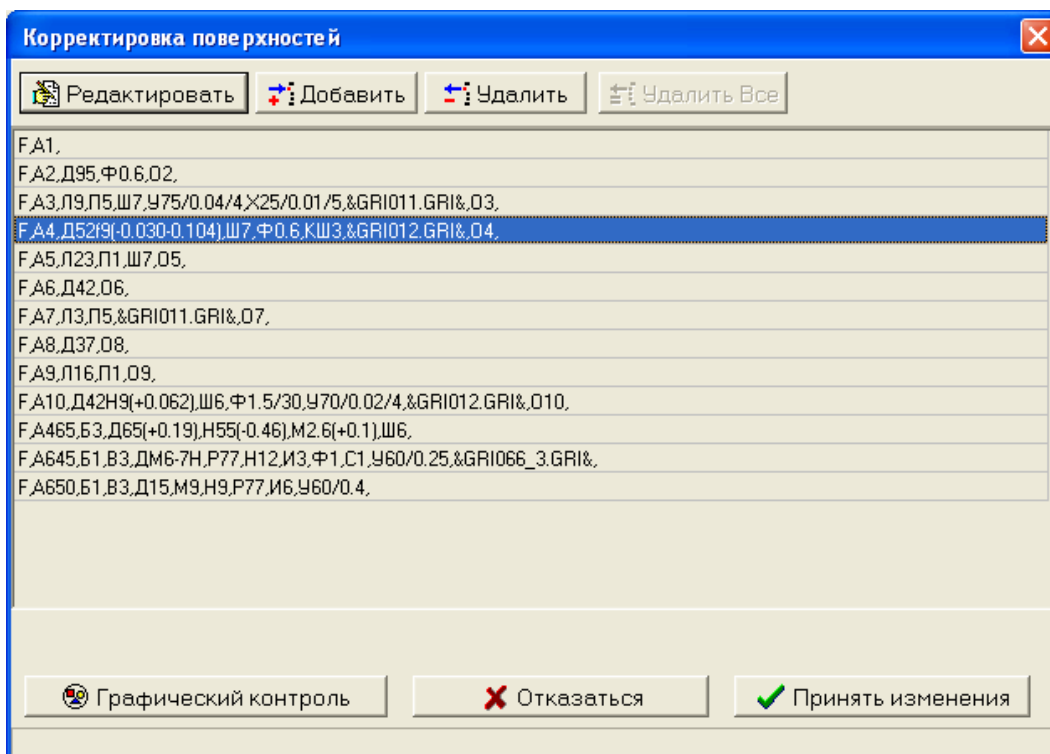 Корректировка поверхностей
Редактировать Добавить Удалить Удалить Все
F,A1,
F,A2,Д95,Ф0.6,О2,
F,A3,Л9,П5,Ш7,У75/0.04/4,Х25/0.01/5,&GRI011.GRI&,О3,
F,A4,Д52f9(-0.030-0.104),Ш7,Ф0.6,КШ3,&GRI012.GRI&,О4,
F,A5,Л23,П1,Ш7,О5,
F,A6,Д42,О6,
F,A7,Л3,П5,&GRI011.GRI&,О7,
F,A8,Д37,О8,
F,A9,Л16,П1,О9,
F,A10,Д42Н9(+0.062),Ш6,Ф1.5/30,У70/0.02/4,&GRI012.GRI&,О10,
F,A465,Б3,Д65(+0.19),Н55(-0.46),М2.6(+0.1),Ш6,
F,A645,Б1,В3,ДМ6-7Н,Р77,Н12,И3,Ф1,С1,У60/0.25,&GRI066_3.GRI&,
F,A650,Б1,В3,Д15,М9,Н9,Р77,И6,У60/0.4,
Графический контроль Отказаться Принять изменения